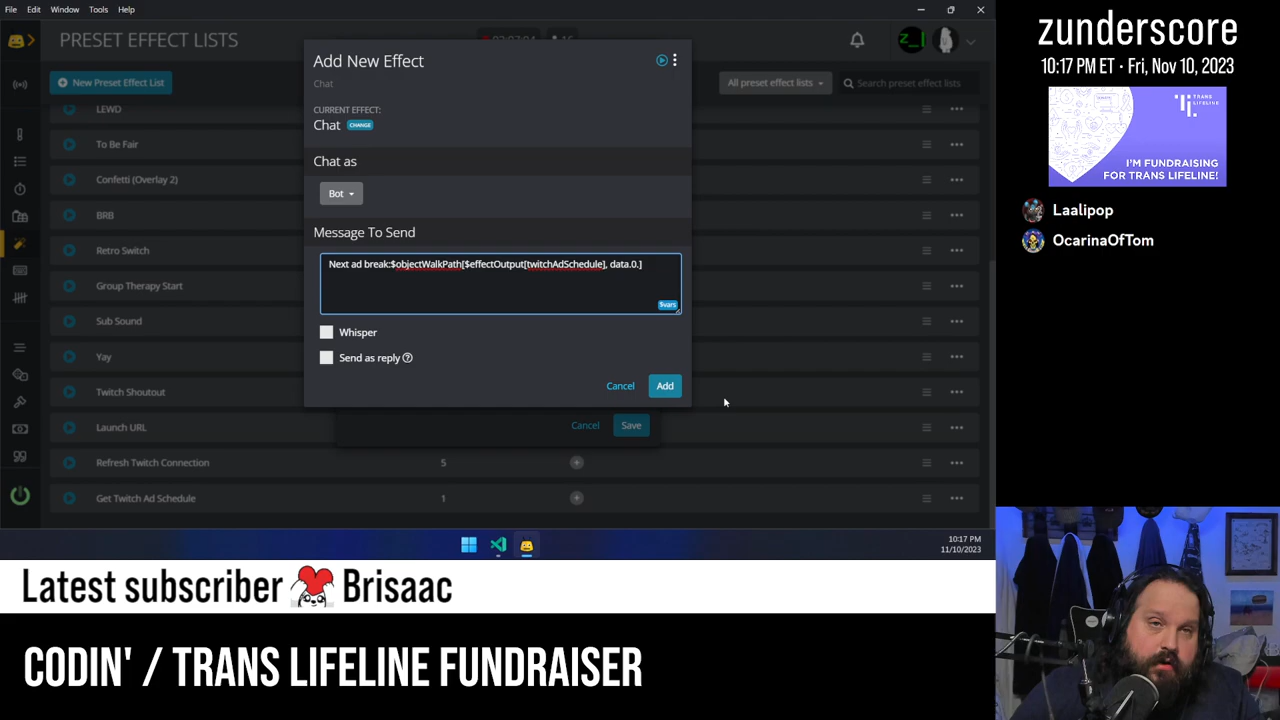 File Edit Window Tools Help
PRESET EFFECT LISTS
New Preset Effect List
All preset effect lists
Search preset effect lists
LEWD
To Be Fair
Confetti (Overlay 2)
BRB
Retro Switch
Group Therapy Start
Sub Sound
Yay
Twitch Shoutout
Launch URL
Refresh Twitch Connection 5
Get Twitch Ad Schedule 1
Add New Effect
Chat
CURRENT EFFECT:
Chat CHANGE
Chat as
Bot
Message To Send
Next ad break:$objectWalkPath[$effectOutput[twitchAdSchedule], data.0.]
$vars
Whisper
Send as reply
Cancel Add
Cancel Save
10:17 PM
11/10/2023
zunderscore
10:17 PM ET • Fri, Nov 10, 2023
TRANS
LIFELINE
I'M FUNDRAISING
FOR TRANS LIFELINE!
Laalipop
OcarinaOfTom
Latest subscriber Brisaac
CODIN' / TRANS LIFELINE FUNDRAISER